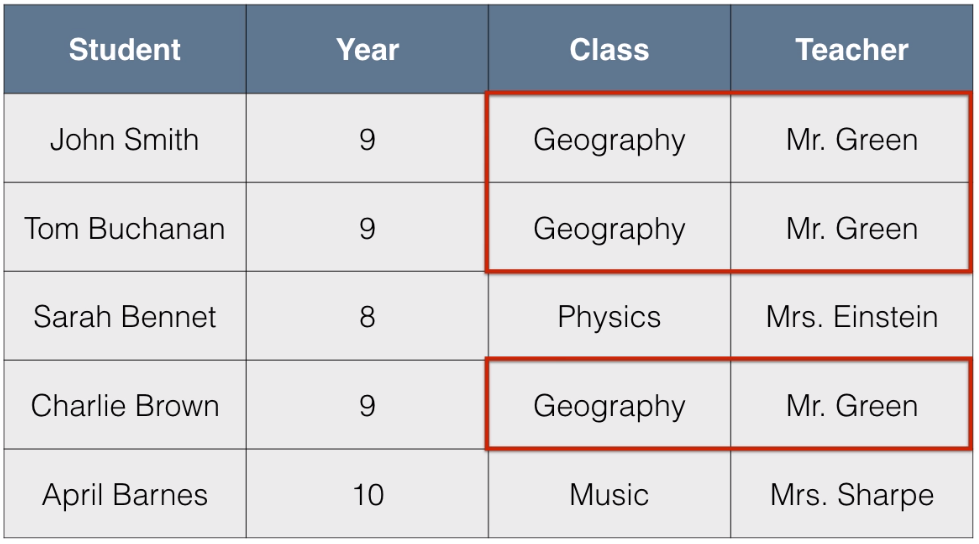 Student Year Class Teacher
John Smith 9 Geography Mr. Green
Tom Buchanan 9 Geography Mr. Green
Sarah Bennet 8 Physics Mrs. Einstein
Charlie Brown 9 Geography Mr. Green
April Barnes 10 Music Mrs. Sharpe